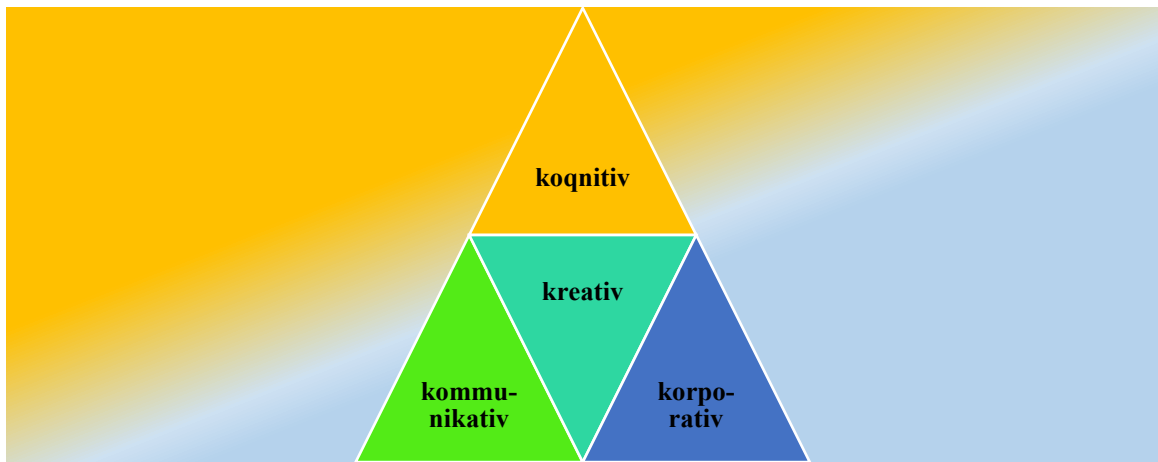 koqnitiv
kreativ
kommu-
nikativ
korpo-
rativ